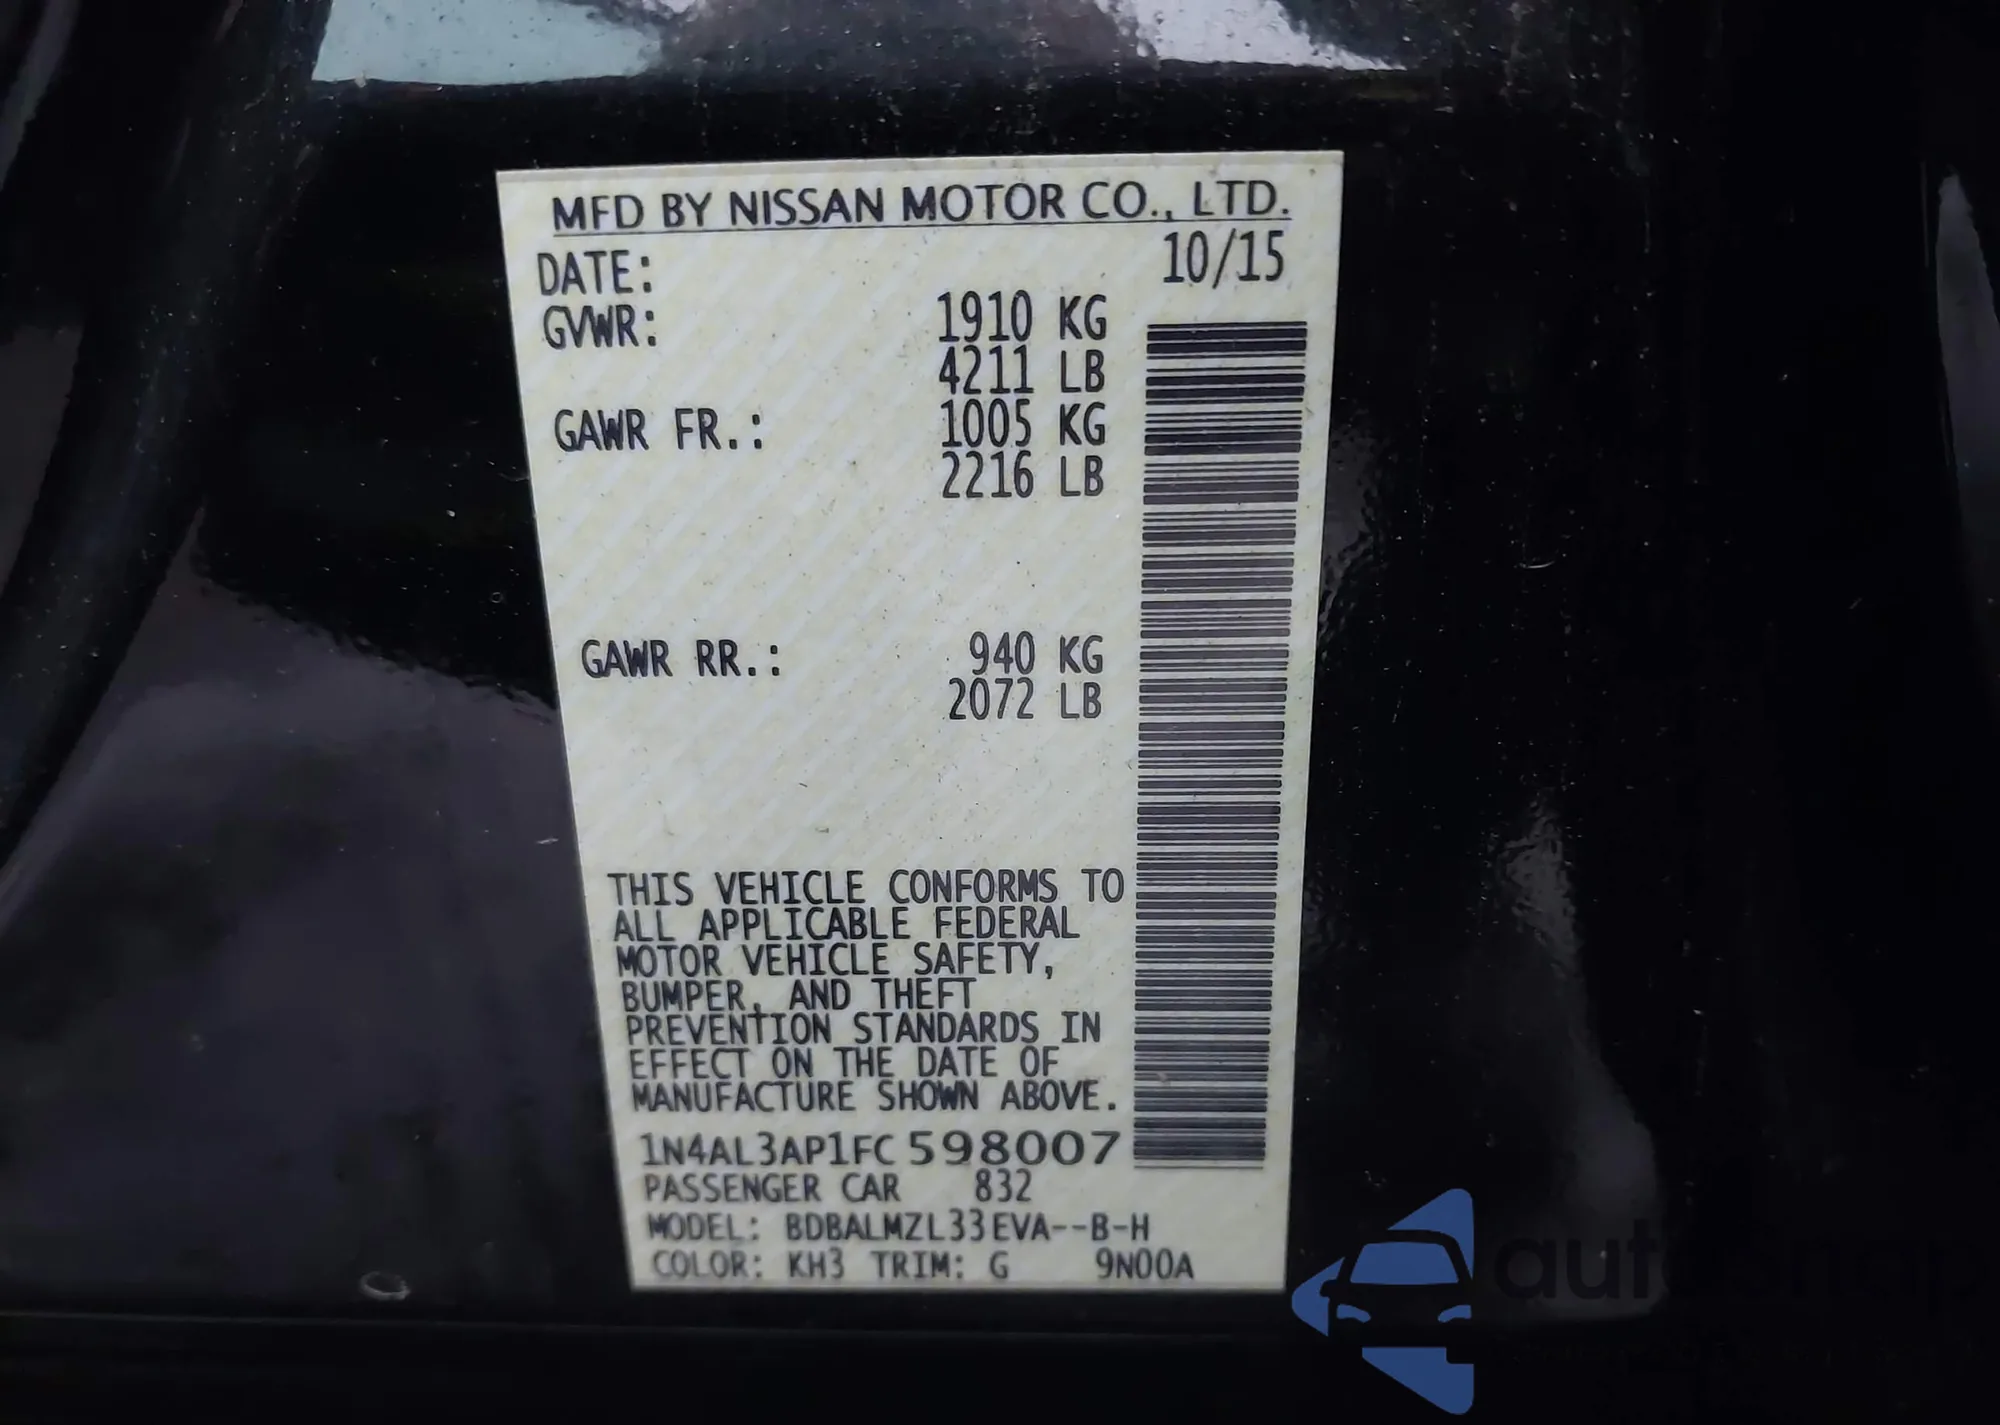 MFD BY NISSAN MOTOR CO., LTD.
DATE: 10/15
GVWR: 1910 KG
4211 LB
GAWR FR.: 1005 KG
2216 LB
GAWR RR.: 940 KG
2072 LB
THIS VEHICLE CONFORMS TO
ALL APPLICABLE FEDERAL
MOTOR VEHICLE SAFETY,
BUMPER, AND THEFT
PREVENTION STANDARDS IN
EFFECT ON THE DATE OF
MANUFACTURE SHOWN ABOVE.
1N4AL3AP1FC598007
PASSENGER CAR 832
MODEL: BDBALMZL33EVA--B-H
COLOR: KH3 TRIM: G 9N00A